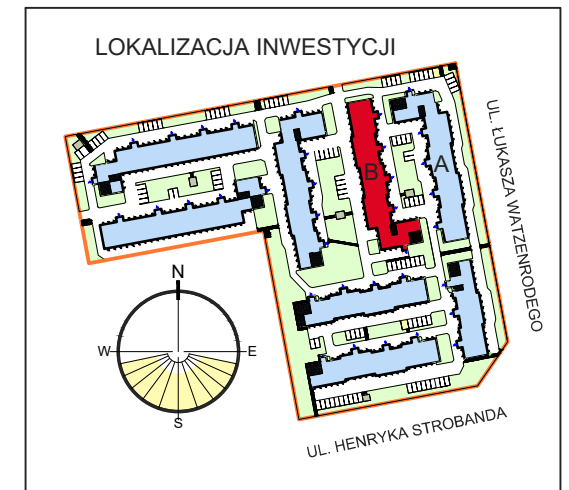 LOKALIZACJA INWESTYCJI
UL. ŁUKASZA WATZENRODEGO
B
A
N
W
E
S
UL. HENRYKA STROBANDA